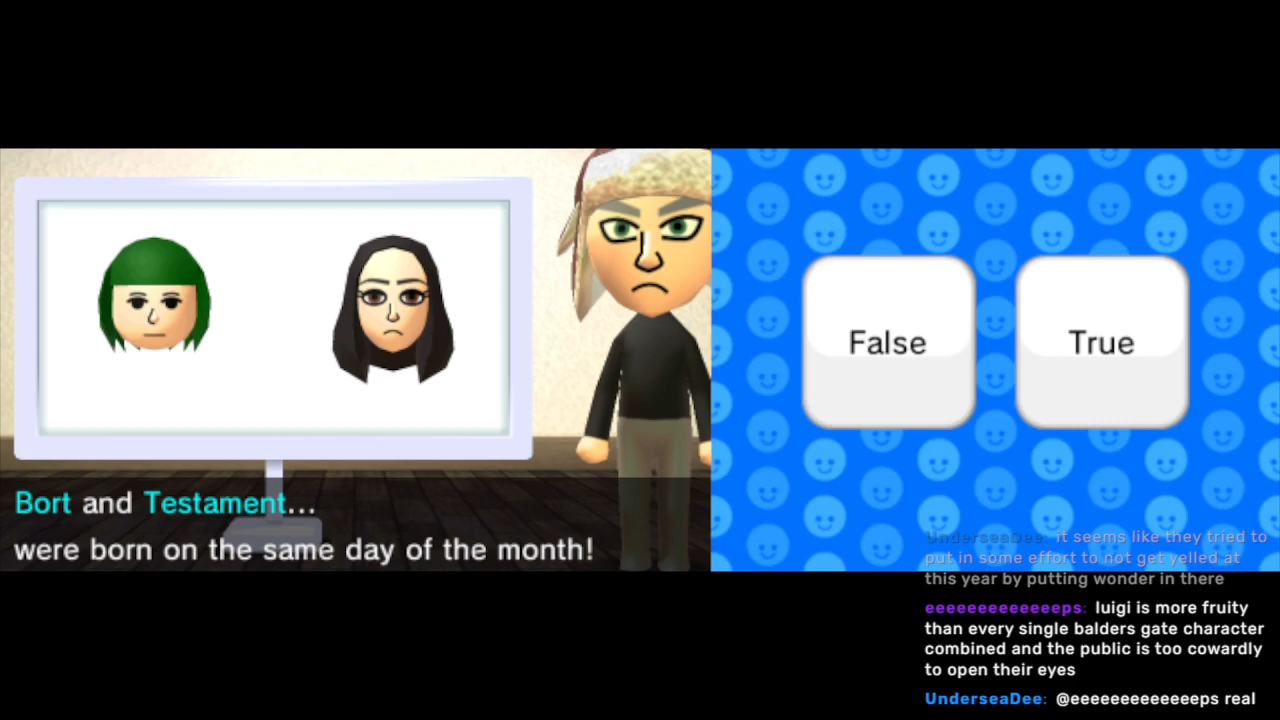 Bort and Testament...
were born on the same day of the month!
False
True
UnderseaDee: it seems like they tried to
put in some effort to not get yelled at
this year by putting wonder in there
eeeeeeeeeeeeeps: luigi is more fruity
than every single balders gate character
combined and the public is too cowardly
to open their eyes
UnderseaDee: @eeeeeeeeeeeeeps real